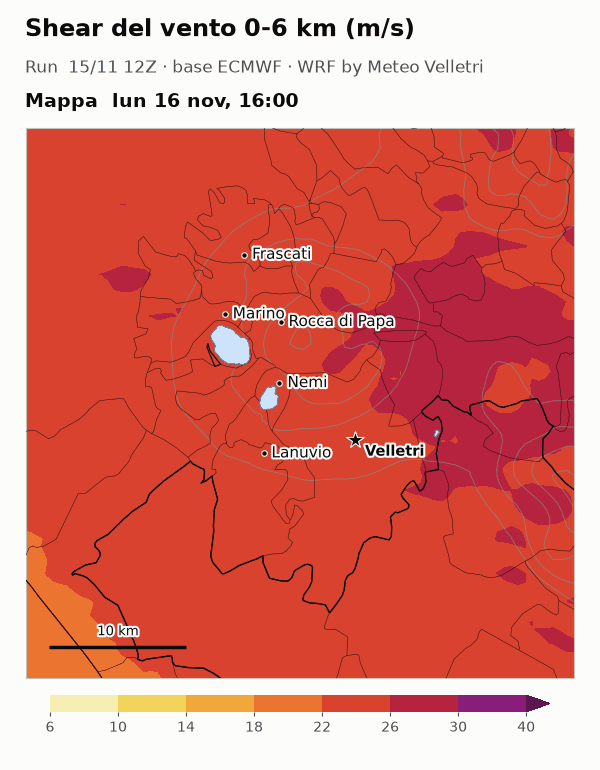 Shear del vento 0-6 km (m/s)
Run  15/11 12Z · base ECMWF · WRF by Meteo Velletri
Mappa  lun 16 nov, 16:00
Frascati
Marino
Rocca di Papa
Nemi
Velletri
Lanuvio
10 km
6 10 14 18 22 26 30 40